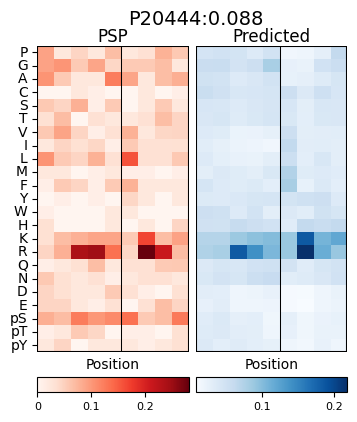 P20444:0.088
PSP Predicted
P
G
A
C
S
T
V
I
L
M
F
Y
W
H
K
R
Q
N
D
E
pS
pT
pY
Position Position
0 0.1 0.2 0.1 0.2